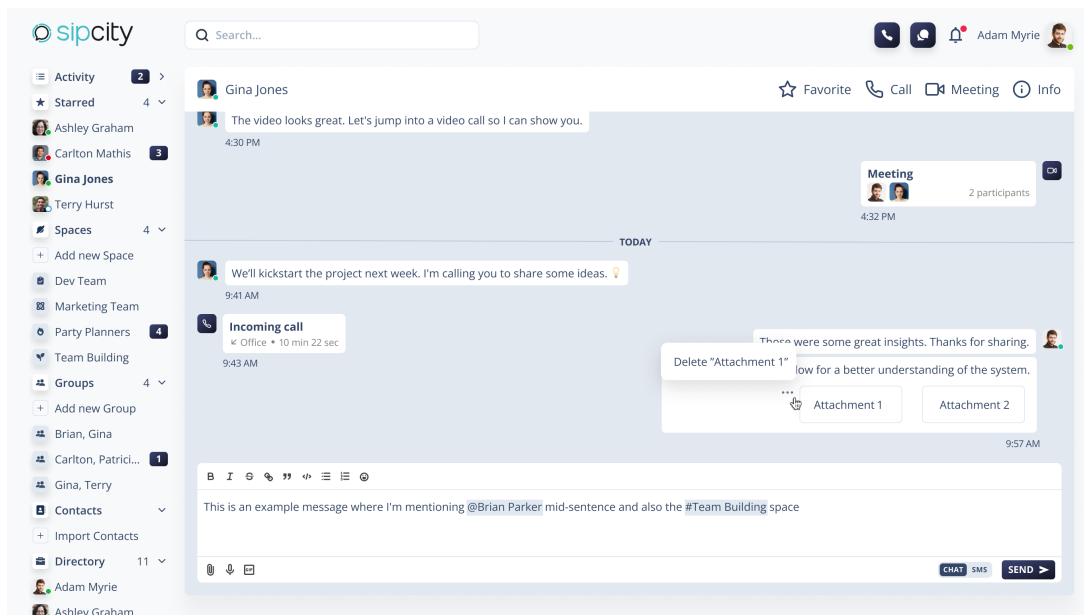 sipcity
Search...
Adam Myrie
Activity 2
Starred 4
Ashley Graham
Carlton Mathis 3
Gina Jones
Terry Hurst
Spaces 4
Add new Space
Dev Team
Marketing Team
Party Planners 4
Team Building
Groups 4
Add new Group
Brian, Gina
Carlton, Patrici... 1
Gina, Terry
Contacts
Import Contacts
Directory 11
Adam Myrie
Ashley Graham
Gina Jones
Favorite Call Meeting Info
The video looks great. Let's jump into a video call so I can show you.
4:30 PM
Meeting
2 participants
4:32 PM
TODAY
We'll kickstart the project next week. I'm calling you to share some ideas.
9:41 AM
Incoming call
Office • 10 min 22 sec
9:43 AM
Those were some great insights. Thanks for sharing.
Delete "Attachment 1"
for a better understanding of the system.
Attachment 1 Attachment 2
9:57 AM
This is an example message where I'm mentioning @Brian Parker mid-sentence and also the #Team Building space
GIF
CHAT SMS SEND